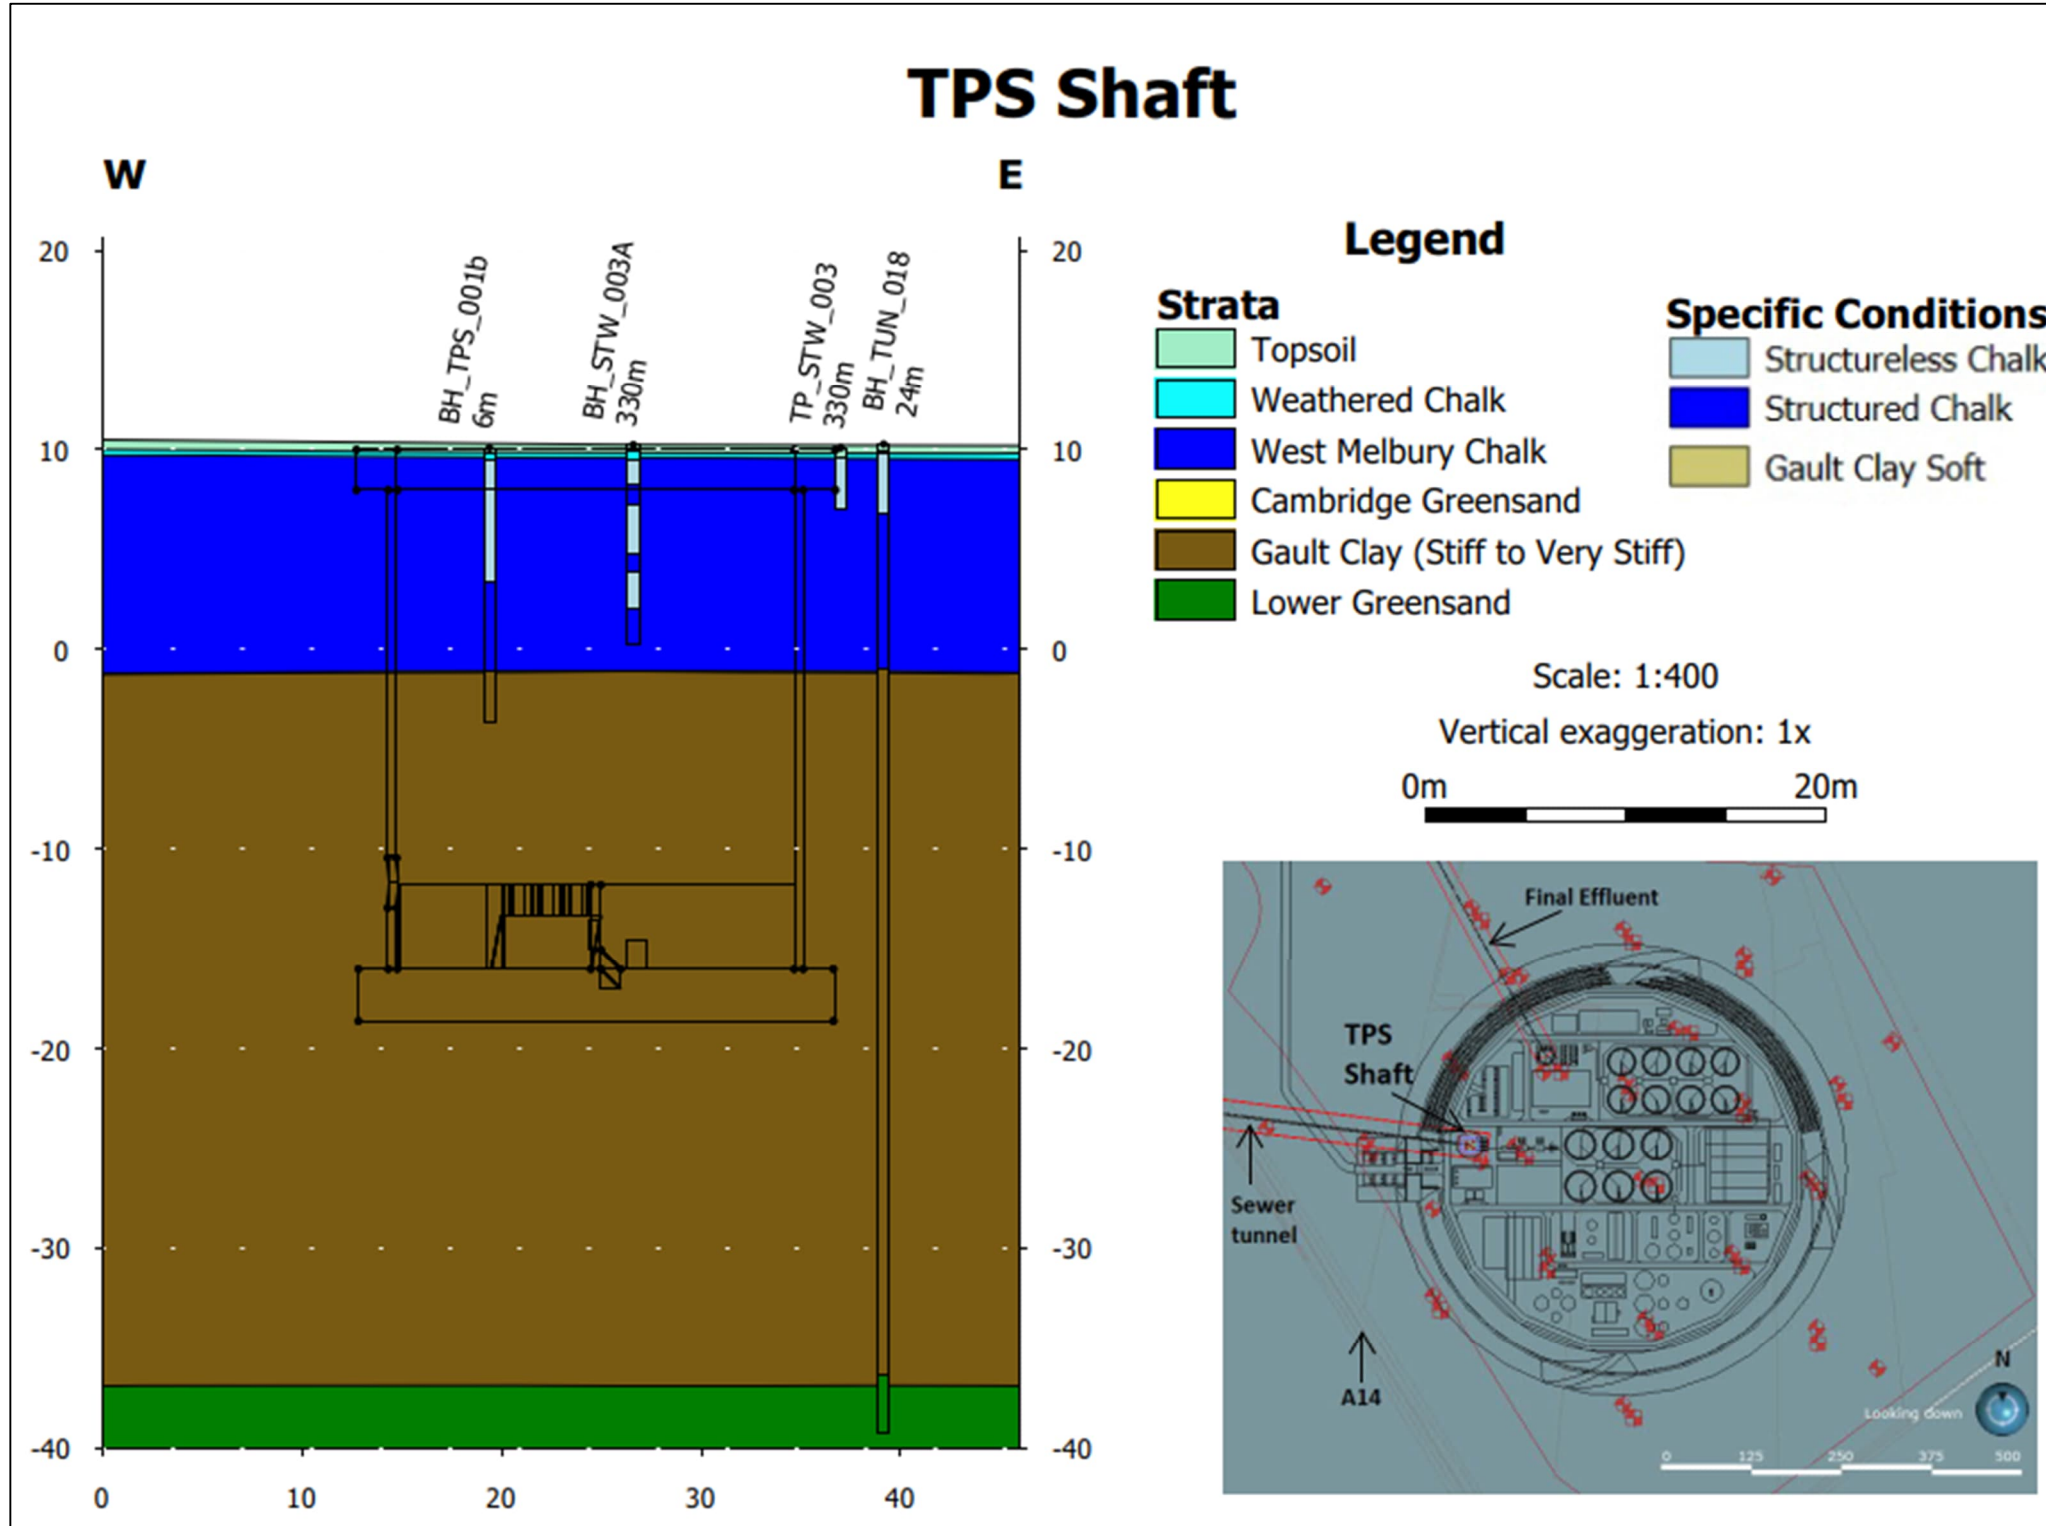 TPS Shaft
W
E
20
10
0
-10
-20
-30
-40
BH_TPS_001b
6m
BH_STW_003A
330m
TP_STW_003
330m
BH_TUN_018
24m
20
10
0
-10
-20
-30
-40
0
10
20
30
40
Legend
Strata
Topsoil
Weathered Chalk
West Melbury Chalk
Cambridge Greensand
Gault Clay (Stiff to Very Stiff)
Lower Greensand
Specific Conditions
Structureless Chalk
Structured Chalk
Gault Clay Soft
Scale: 1:400
Vertical exaggeration: 1x
0m 20m
Final Effluent
TPS
Shaft
Sewer
tunnel
A14
N
Looking down
0 125 250 375 500